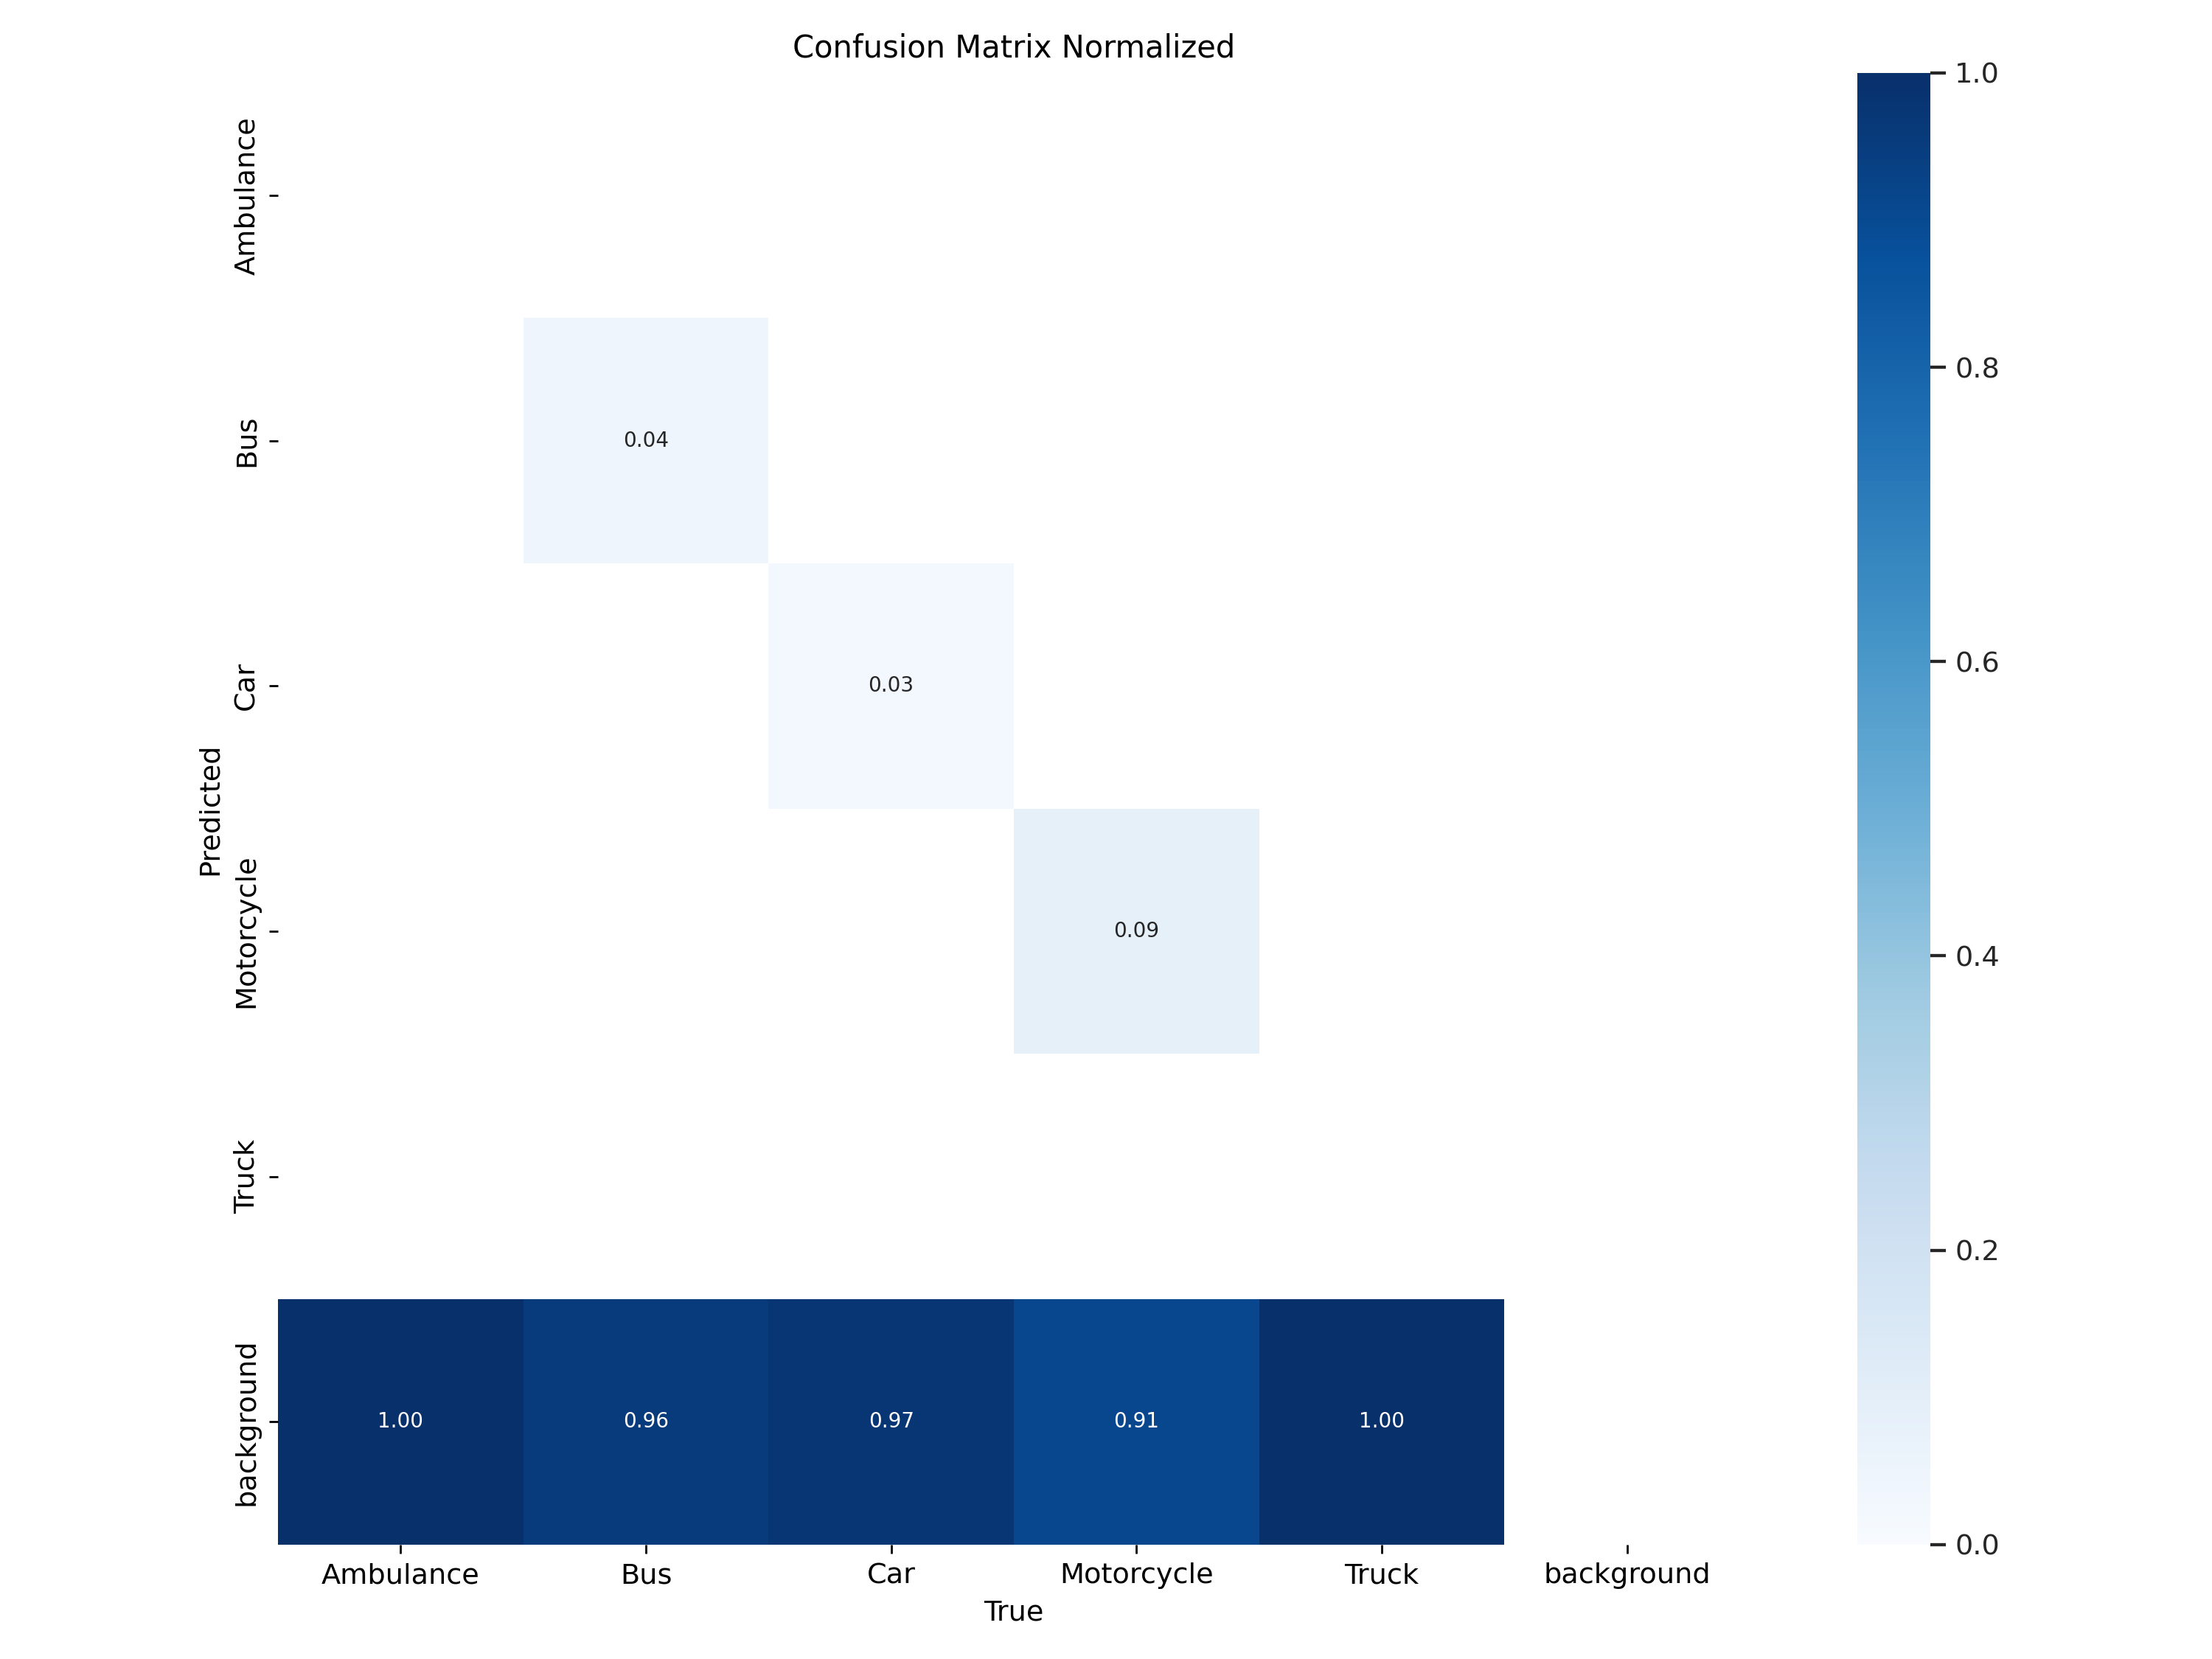 Confusion Matrix Normalized
1.0
0.8
0.6
0.4
0.2
0.0
Predicted
Ambulance
Bus
0.04
Car
0.03
Motorcycle
0.09
Truck
background
1.00 0.96 0.97 0.91 1.00
Ambulance Bus Car Motorcycle Truck background
True